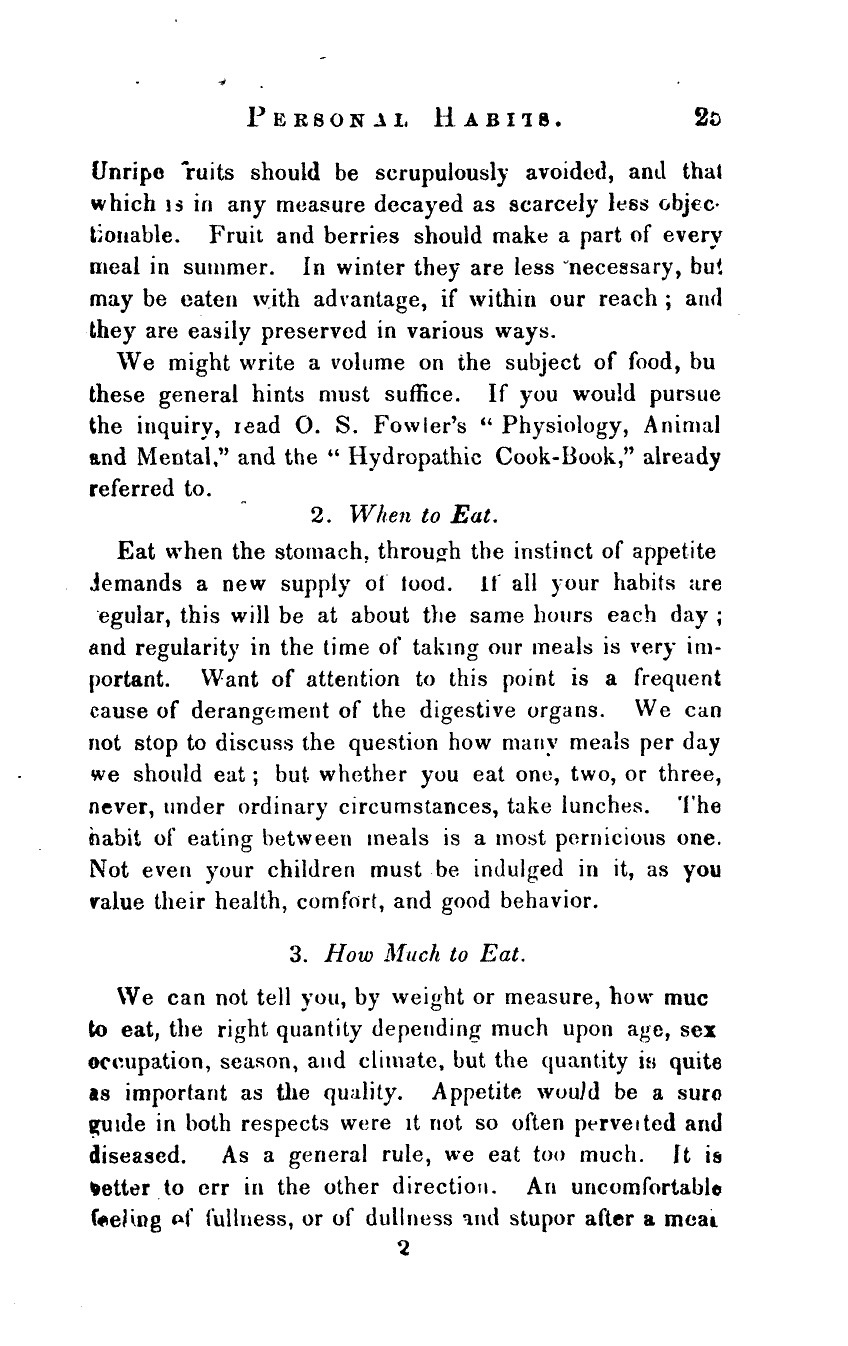 PERSONAL HABITS. 25
Unripe fruits should be scrupulously avoided, and that
which is in any measure decayed as scarcely less objec-
tionable. Fruit and berries should make a part of every
meal in summer. In winter they are less necessary, but
may be eaten with advantage, if within our reach ; and
they are easily preserved in various ways.
We might write a volume on the subject of food, bu
these general hints must suffice. If you would pursue
the inquiry, read O. S. Fowler's “ Physiology, Animal
and Mental,” and the “ Hydropathic Cook-Book,” already
referred to.
2. When to Eat.
Eat when the stomach, through the instinct of appetite
demands a new supply of food. If all your habits are
egular, this will be at about the same hours each day ;
and regularity in the time of taking our meals is very im-
portant. Want of attention to this point is a frequent
cause of derangement of the digestive organs. We can
not stop to discuss the question how many meals per day
we should eat ; but whether you eat one, two, or three,
never, under ordinary circumstances, take lunches. The
habit of eating between meals is a most pernicious one.
Not even your children must be indulged in it, as you
value their health, comfort, and good behavior.
3. How Much to Eat.
We can not tell you, by weight or measure, how muc
to eat, the right quantity depending much upon age, sex
occupation, season, and climate, but the quantity is quite
as important as the quality. Appetite would be a sure
guide in both respects were it not so often perverted and
diseased. As a general rule, we eat too much. It is
better to err in the other direction. An uncomfortable
feeling of fullness, or of dullness and stupor after a meal
2